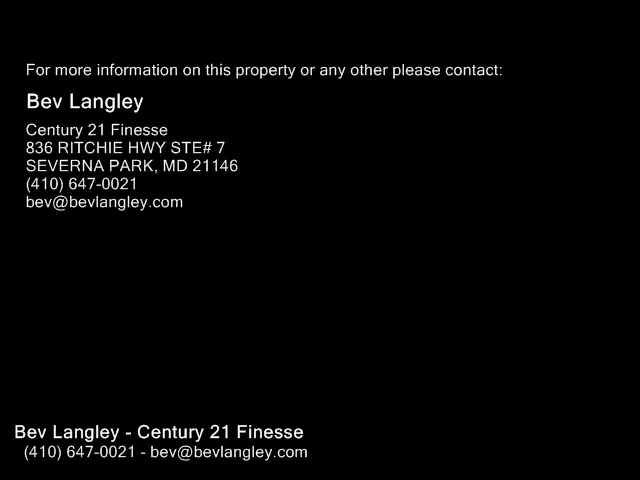 For more information on this property or any other please contact:
Bev Langley
Century 21 Finesse
836 RITCHIE HWY STE# 7
SEVERNA PARK, MD 21146
(410) 647-0021
bev@bevlangley.com
Bev Langley - Century 21 Finesse
(410) 647-0021 - bev@bevlangley.com